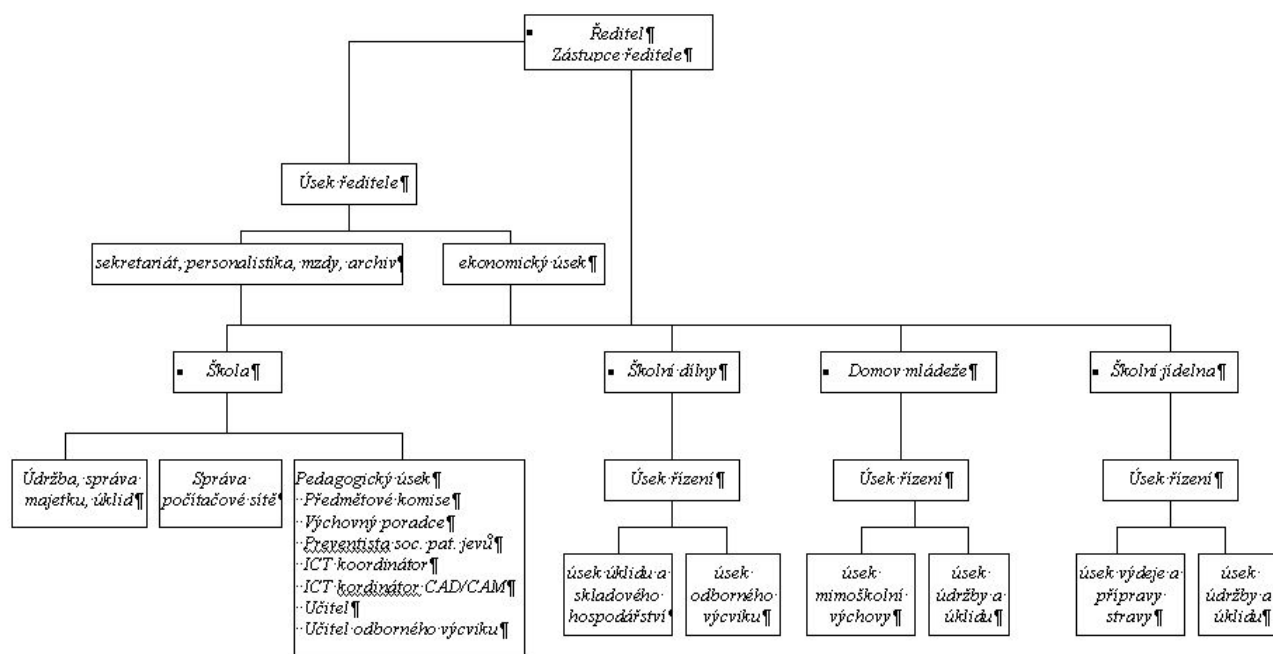 Ředitel¶
Zástupce ředitele¶
Úsek ředitele¶
sekretariát, personalistika, mzdy, archiv¶
ekonomický úsek¶
Škola¶
Školní dílny¶
Domov mládeže¶
Školní jídelna¶
Údržba, správa
majetku, úklid¶
Správa
počítačové sítě¶
Pedagogický úsek¶
Předmětové komise¶
Výchovný poradce¶
Preventista soc. pat. jevů¶
ICT koordinátor¶
ICT kordinátor CAD/CAM¶
Učitel¶
Učitel odborného výcviku¶
Úsek řízení¶
Úsek řízení¶
Úsek řízení¶
úsek úklidu a
skladového
hospodářství¶
úsek
odborného
výcviku¶
úsek
mimoškolní
výchovy¶
úsek
údržby a
úklidu¶
úsek výdeje a
přípravy
stravy¶
úsek
údržby a
úklidu¶